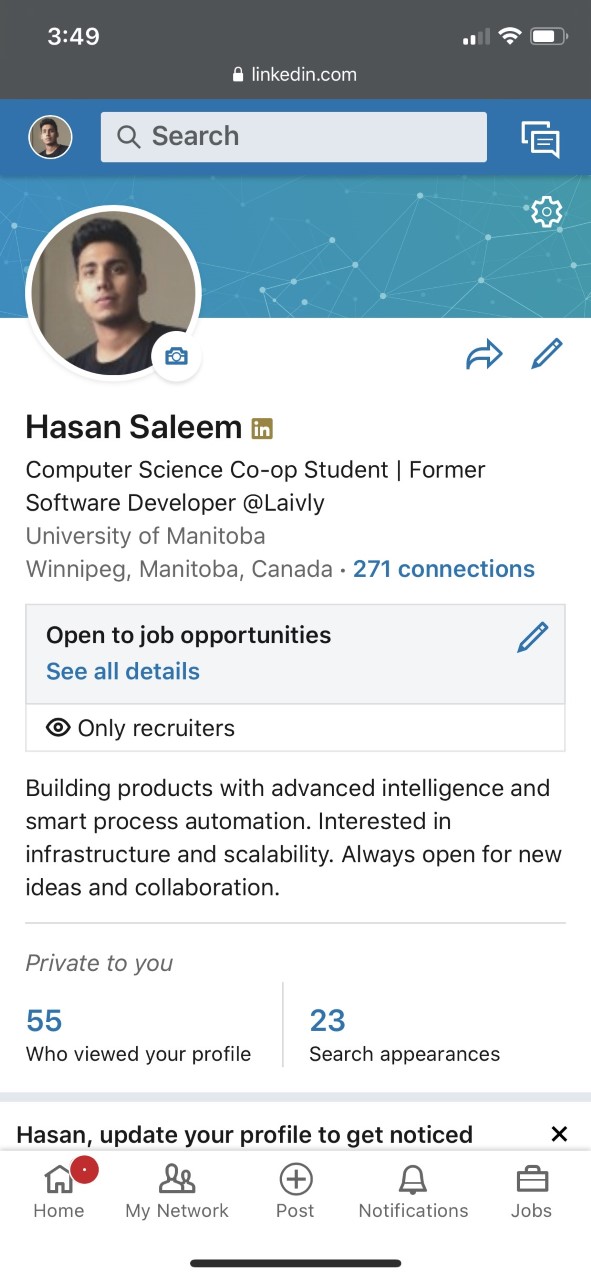 3:49
linkedin.com
Search
Hasan Saleem in
Computer Science Co-op Student | Former
Software Developer @Laivly
University of Manitoba
Winnipeg, Manitoba, Canada · 271 connections
Open to job opportunities
See all details
Only recruiters
Building products with advanced intelligence and
smart process automation. Interested in
infrastructure and scalability. Always open for new
ideas and collaboration.
Private to you
55
Who viewed your profile
23
Search appearances
Hasan, update your profile to get noticed
Home
My Network
Post
Notifications
Jobs